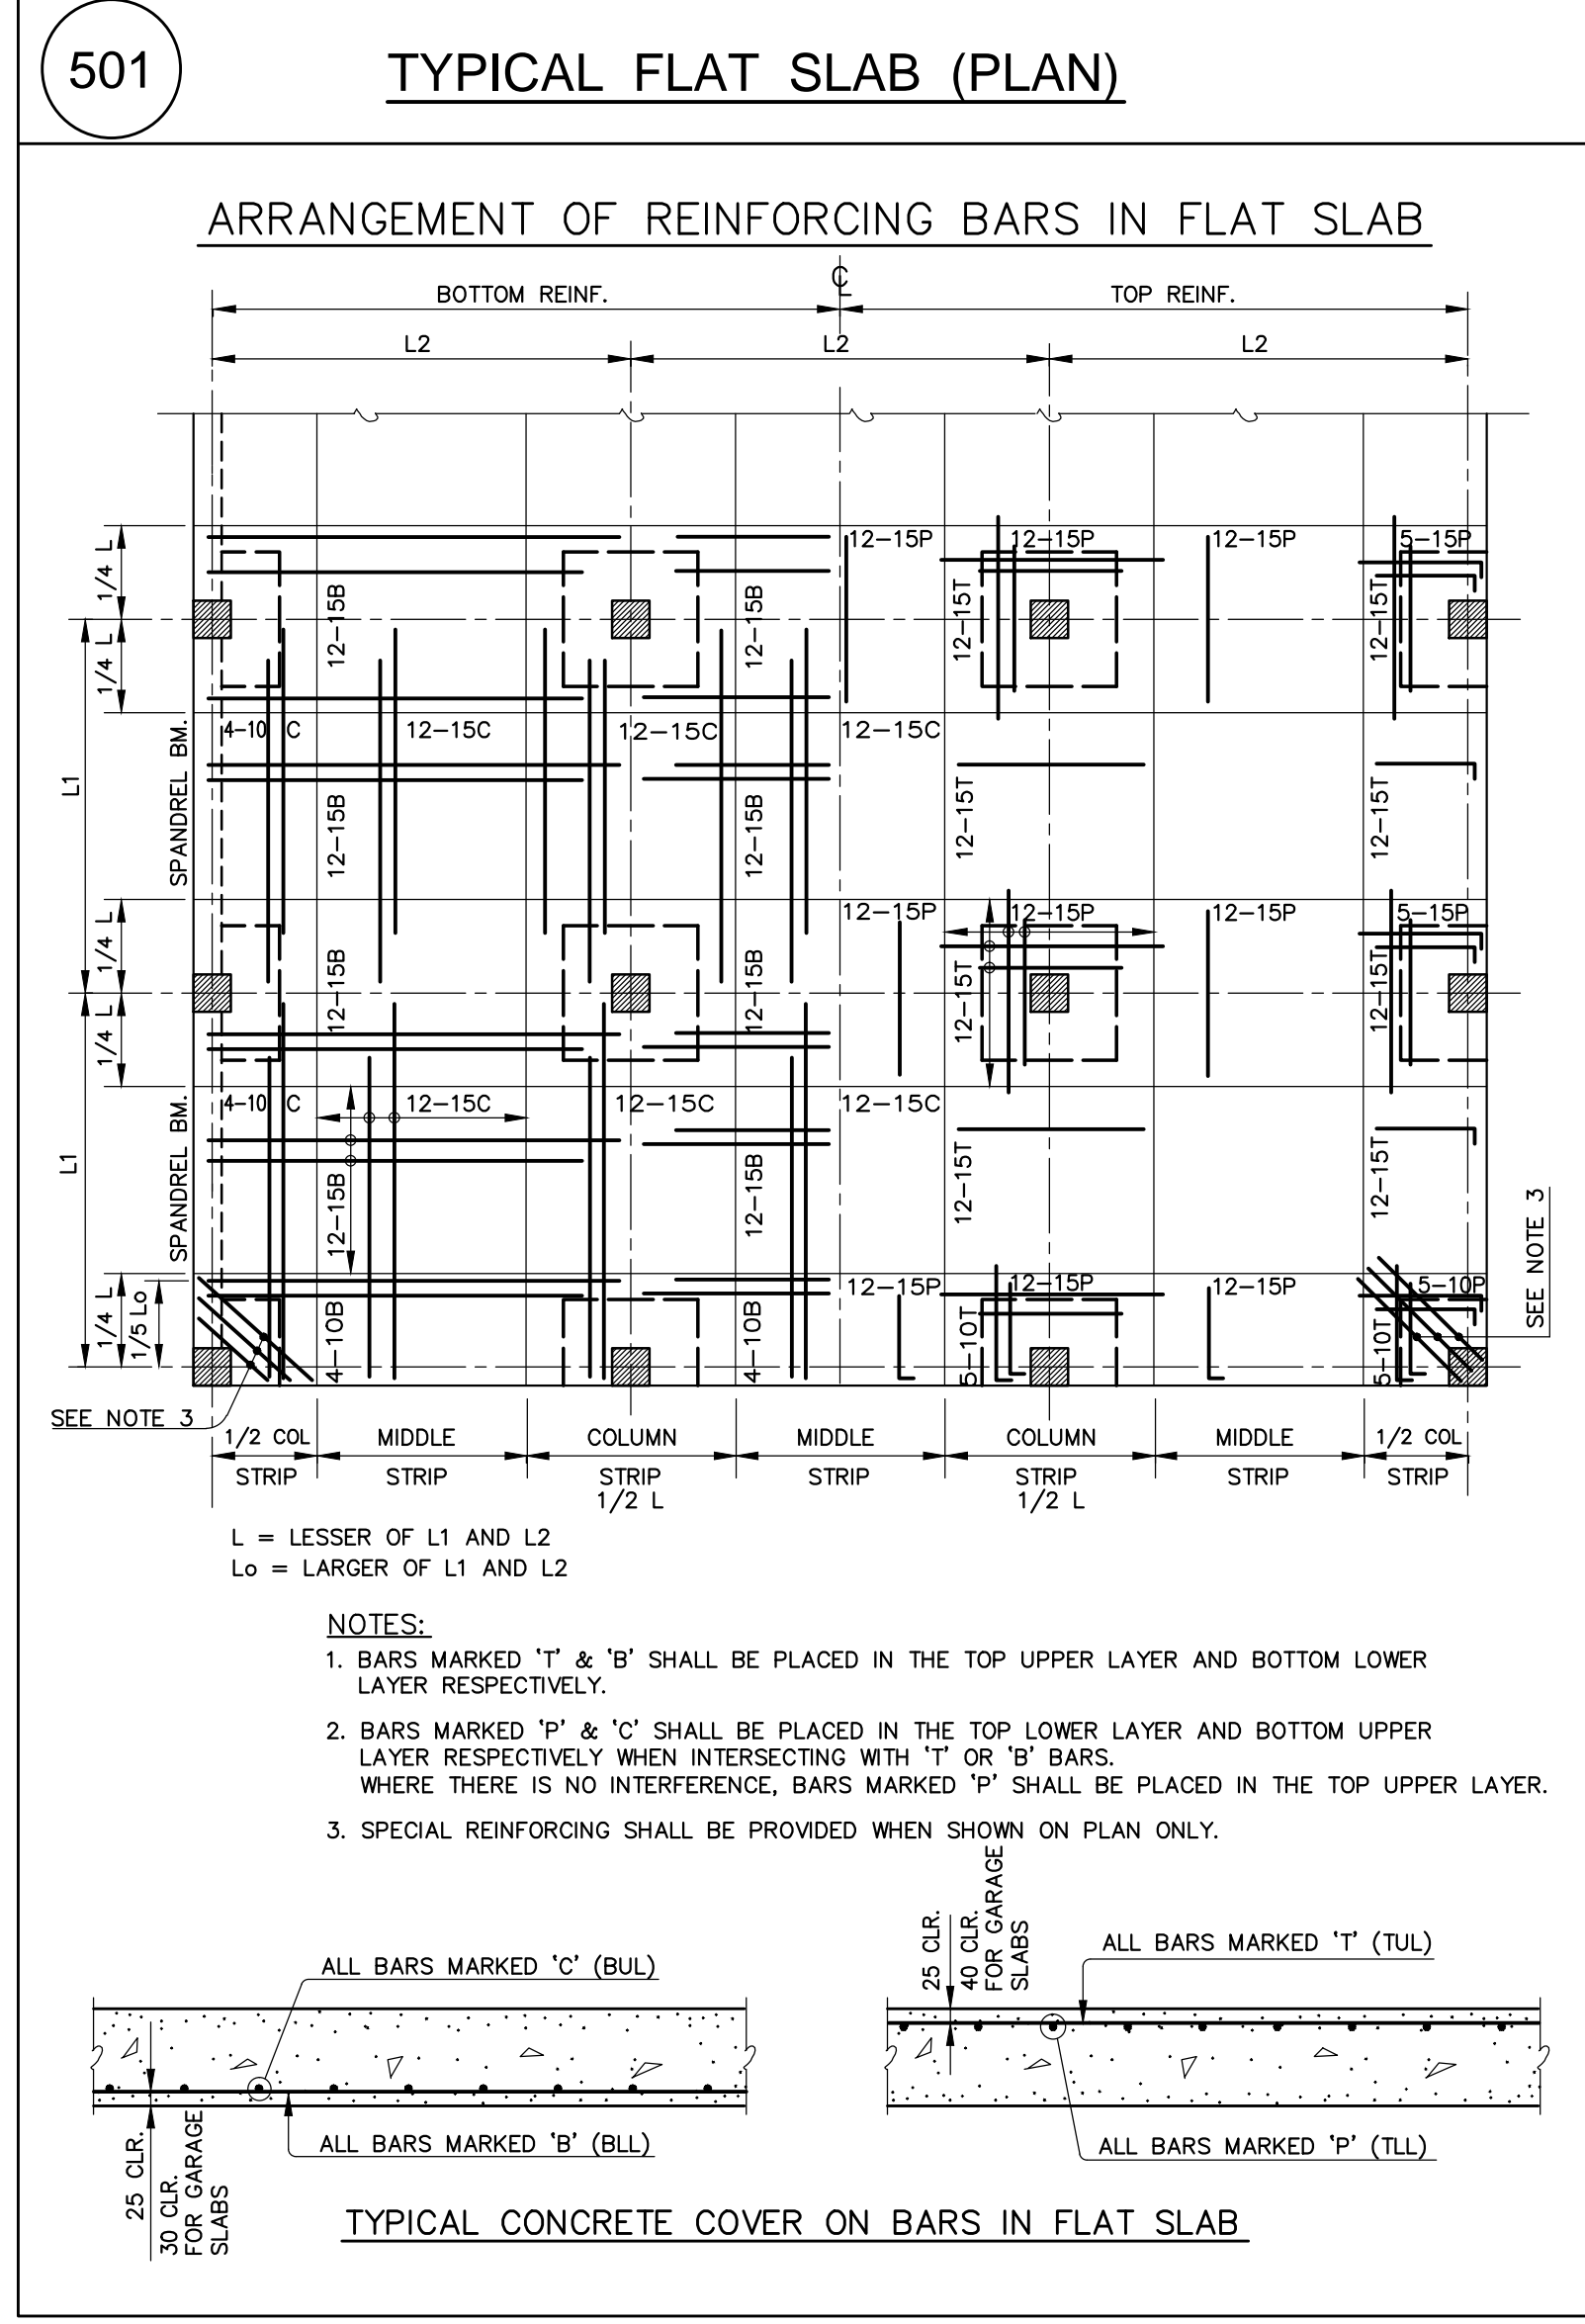 501
TYPICAL FLAT SLAB (PLAN)
ARRANGEMENT OF REINFORCING BARS IN FLAT SLAB
℄
BOTTOM REINF.
TOP REINF.
L2
L2
L2
12-15P
12-15P
12-15P
5-15P
1/4 L
12-15B
12-15B
12-15T
12-15T
1/4 L
4-10 C
12-15C
12-15C
12-15C
L1
SPANDREL BM.
12-15B
12-15B
12-15T
12-15T
12-15P
12-15P
12-15P
5-15P
1/4 L
12-15B
12-15B
12-15T
12-15T
1/4 L
4-10 C
12-15C
12-15C
12-15C
L1
SPANDREL BM.
12-15B
12-15B
12-15T
12-15T
SEE NOTE 3
12-15P
12-15P
12-15P
5-10P
1/4 L
1/5 Lo
4-10B
4-10B
5-10T
5-10T
SEE NOTE 3
1/2 COL
MIDDLE
COLUMN
MIDDLE
COLUMN
MIDDLE
1/2 COL
STRIP
STRIP
STRIP
STRIP
STRIP
STRIP
STRIP
1/2 L
1/2 L
L = LESSER OF L1 AND L2
Lo = LARGER OF L1 AND L2
NOTES:
1. BARS MARKED 'T' & 'B' SHALL BE PLACED IN THE TOP UPPER LAYER AND BOTTOM LOWER
LAYER RESPECTIVELY.
2. BARS MARKED 'P' & 'C' SHALL BE PLACED IN THE TOP LOWER LAYER AND BOTTOM UPPER
LAYER RESPECTIVELY WHEN INTERSECTING WITH 'T' OR 'B' BARS.
WHERE THERE IS NO INTERFERENCE, BARS MARKED 'P' SHALL BE PLACED IN THE TOP UPPER LAYER.
3. SPECIAL REINFORCING SHALL BE PROVIDED WHEN SHOWN ON PLAN ONLY.
ALL BARS MARKED 'C' (BUL)
ALL BARS MARKED 'B' (BLL)
25 CLR.
30 CLR.
FOR GARAGE
SLABS
25 CLR.
40 CLR.
FOR GARAGE
SLABS
ALL BARS MARKED 'T' (TUL)
ALL BARS MARKED 'P' (TLL)
TYPICAL CONCRETE COVER ON BARS IN FLAT SLAB